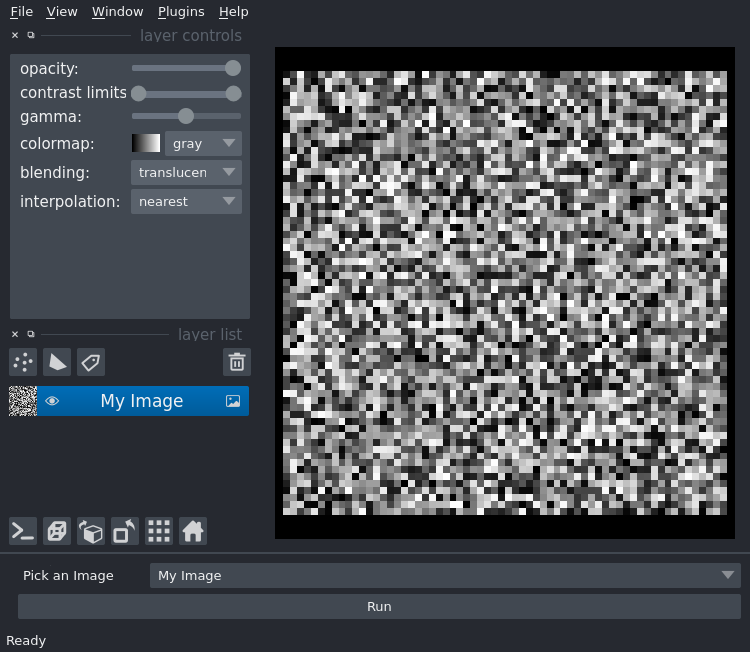 File View Window Plugins Help
layer controls
opacity:
contrast limits
gamma:
colormap: gray
blending: translucen
interpolation: nearest
layer list
My Image
Pick an Image My Image
Run
Ready